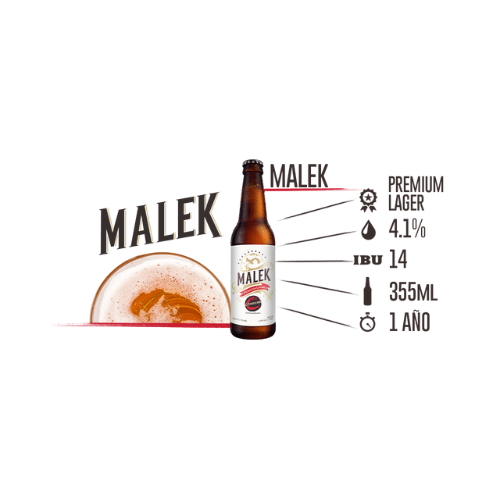 MALEK
MALEK
MALEK
PREMIUM
LAGER
4.1%
IBU 14
355ML
1 AÑO